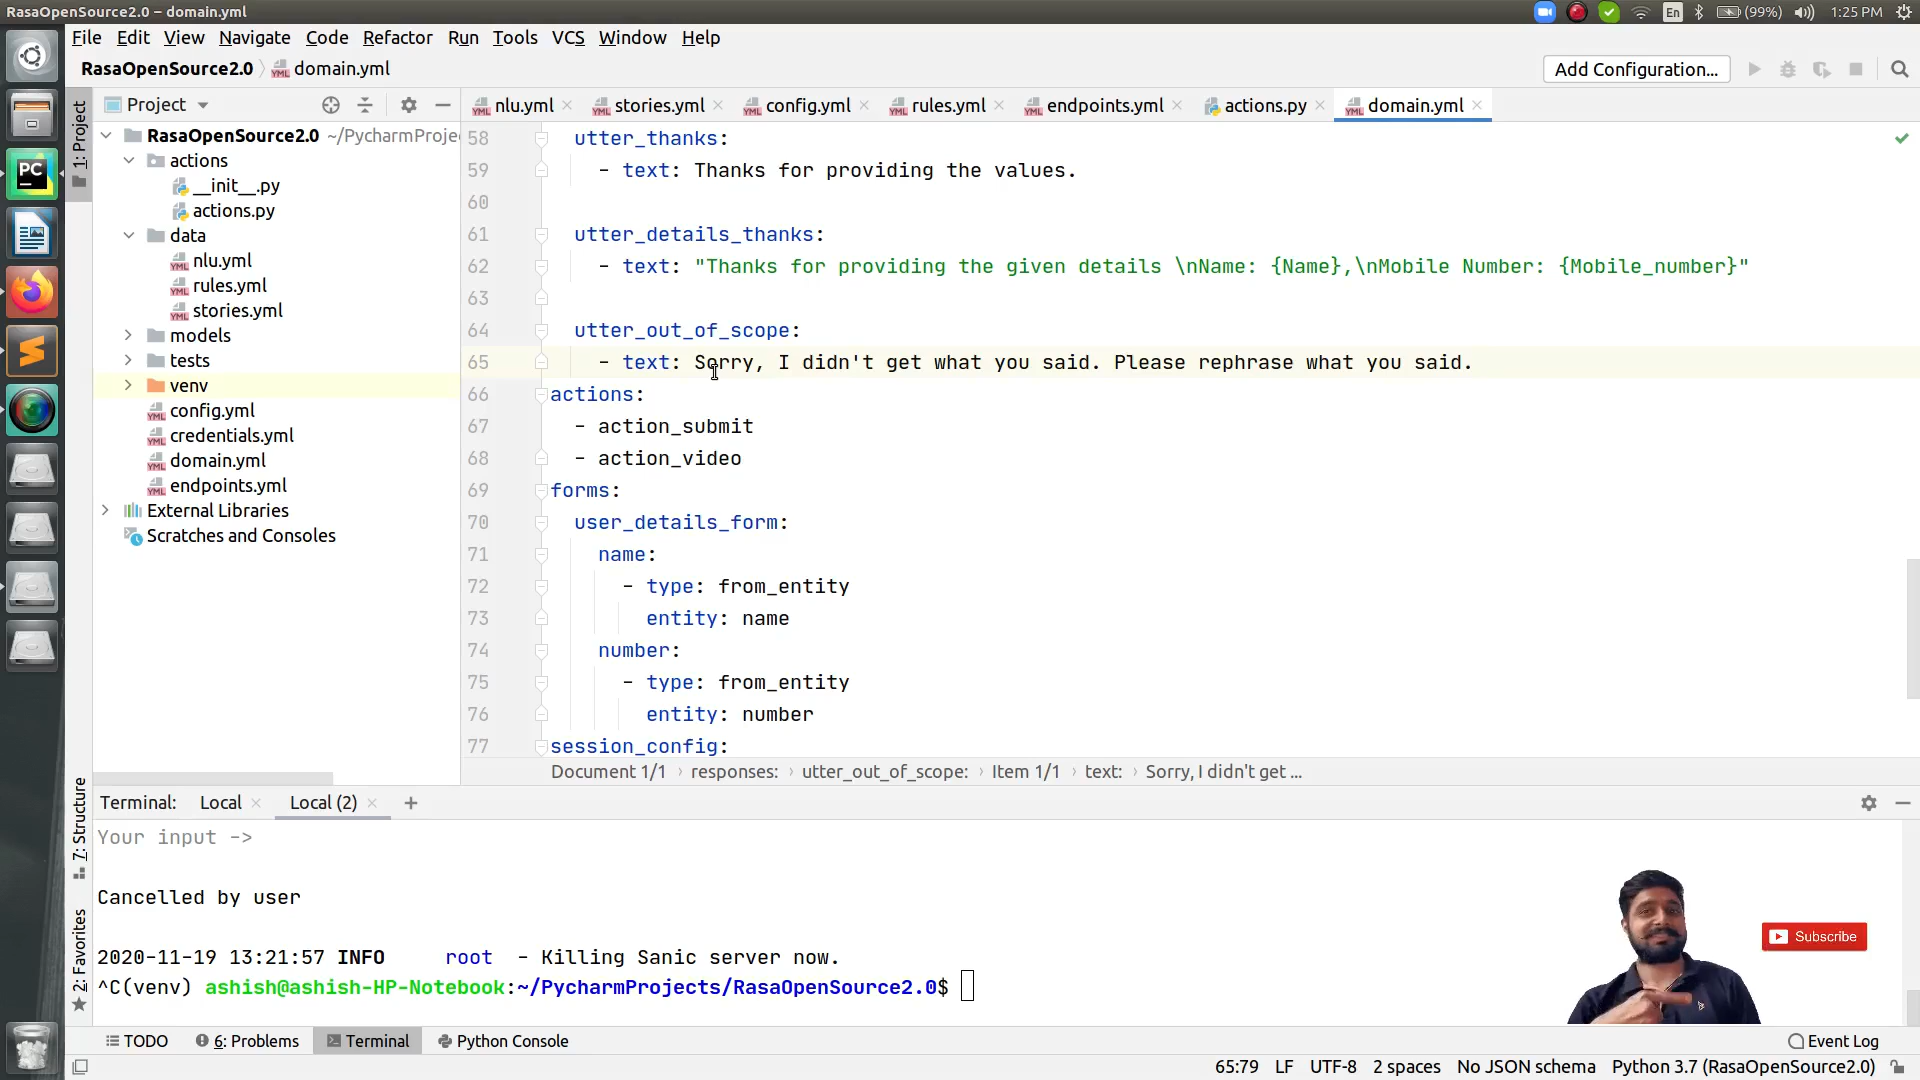 RasaOpenSource2.0 – domain.yml
En
(99%)
1:25 PM
File Edit View Navigate Code Refactor Run Tools VCS Window Help
RasaOpenSource2.0 domain.yml
Add Configuration...
1: Project
Project
nlu.yml stories.yml config.yml rules.yml endpoints.yml actions.py domain.yml
RasaOpenSource2.0 ~/PycharmProje
actions
__init__.py
actions.py
data
nlu.yml
rules.yml
stories.yml
models
tests
venv
config.yml
credentials.yml
domain.yml
endpoints.yml
External Libraries
Scratches and Consoles
58 utter_thanks:
59 - text: Thanks for providing the values.
60
61 utter_details_thanks:
62 - text: "Thanks for providing the given details \nName: {Name},\nMobile Number: {Mobile_number}"
63
64 utter_out_of_scope:
65 - text: Sorry, I didn't get what you said. Please rephrase what you said.
66 actions:
67 - action_submit
68 - action_video
69 forms:
70 user_details_form:
71 name:
72 - type: from_entity
73 entity: name
74 number:
75 - type: from_entity
76 entity: number
77 session_config:
Document 1/1 › responses: › utter_out_of_scope: › Item 1/1 › text: › Sorry, I didn't get ...
7: Structure
2: Favorites
Terminal: Local Local (2) +
Your input ->
Cancelled by user
2020-11-19 13:21:57 INFO root - Killing Sanic server now.
^C(venv) ashish@ashish-HP-Notebook:~/PycharmProjects/RasaOpenSource2.0$
Subscribe
TODO 6: Problems Terminal Python Console Event Log
65:79 LF UTF-8 2 spaces No JSON schema Python 3.7 (RasaOpenSource2.0)
PC